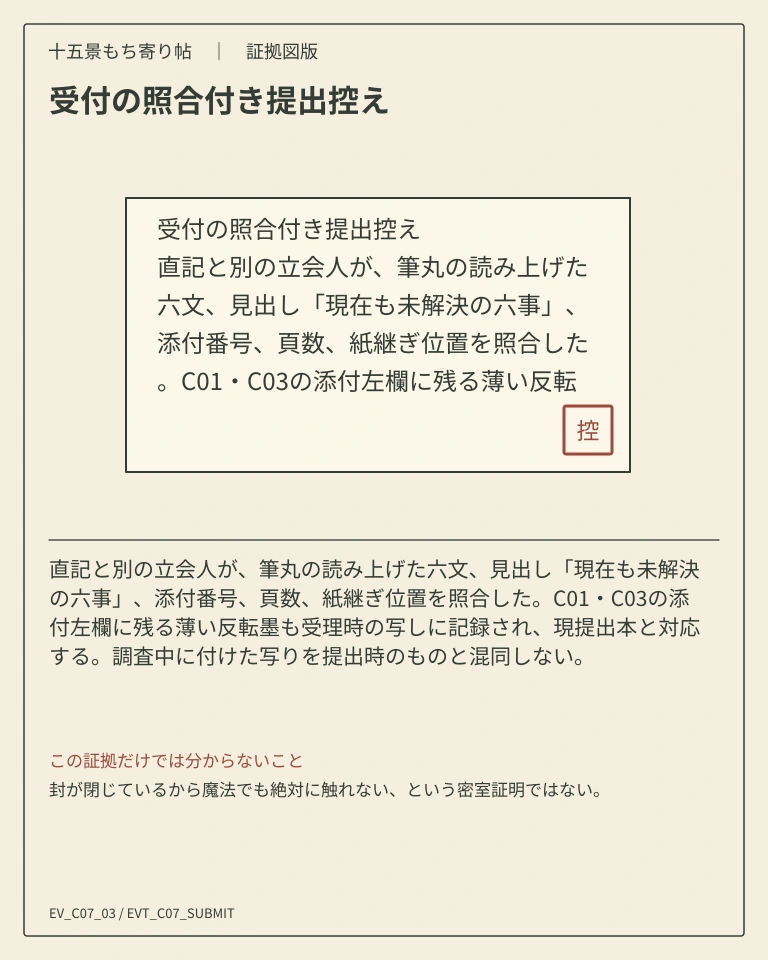 十五景もち寄り帖 ｜ 証拠図版
受付の照合付き提出控え
受付の照合付き提出控え
直記と別の立会人が、筆丸の読み上げた
六文、見出し「現在も未解決の六事」、
添付番号、頁数、紙継ぎ位置を照合した
。C01・C03の添付左欄に残る薄い反転
控
直記と別の立会人が、筆丸の読み上げた六文、見出し「現在も未解決
の六事」、添付番号、頁数、紙継ぎ位置を照合した。C01・C03の添
付左欄に残る薄い反転墨も受理時の写しに記録され、現提出本と対応
する。調査中に付けた写りを提出時のものと混同しない。
この証拠だけでは分からないこと
封が閉じているから魔法でも絶対に触れない、という密室証明ではない。
EV_C07_03 / EVT_C07_SUBMIT